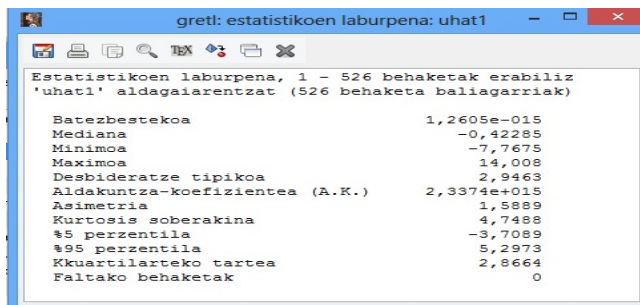 gretl: estatistikoen laburpena: uhat1
TEX
Estatistikoen laburpena, 1 - 526 behaketak erabiliz
'uhat1' aldagaiarentzat (526 behaketa baliagarriak)
Batezbestekoa 1,2605e-015
Mediana -0,42285
Minimoa -7,7675
Maximoa 14,008
Desbideratze tipikoa 2,9463
Aldakuntza-koefizientea (A.K.) 2,3374e+015
Asimetria 1,5889
Kurtosis soberakina 4,7488
%5 perzentila -3,7089
%95 perzentila 5,2973
Kkuartilarteko tartea 2,8664
Faltako behaketak 0